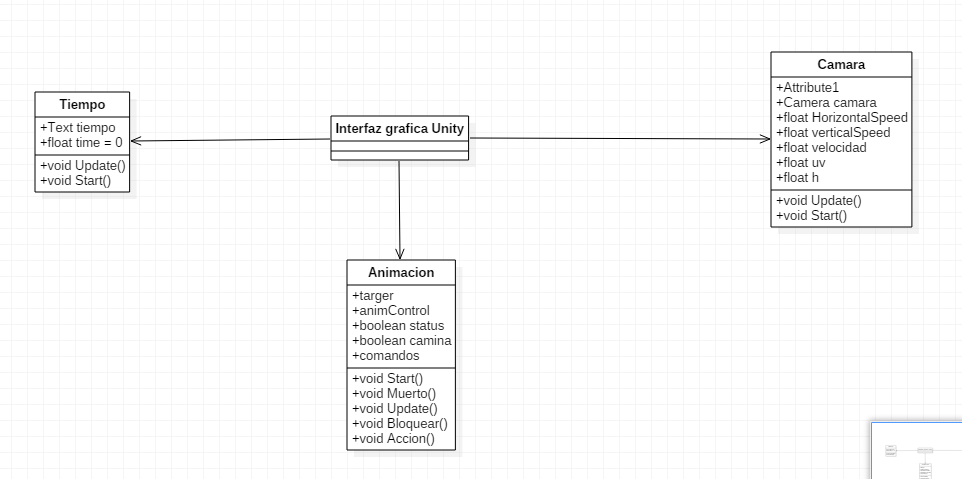 Tiempo
+Text tiempo
+float time = 0
+void Update()
+void Start()
Interfaz grafica Unity
Camara
+Attribute1
+Camera camara
+float HorizontalSpeed
+float verticalSpeed
+float velocidad
+float uv
+float h
+void Update()
+void Start()
Animacion
+targer
+animControl
+boolean status
+boolean camina
+comandos
+void Start()
+void Muerto()
+void Update()
+void Bloquear()
+void Accion()